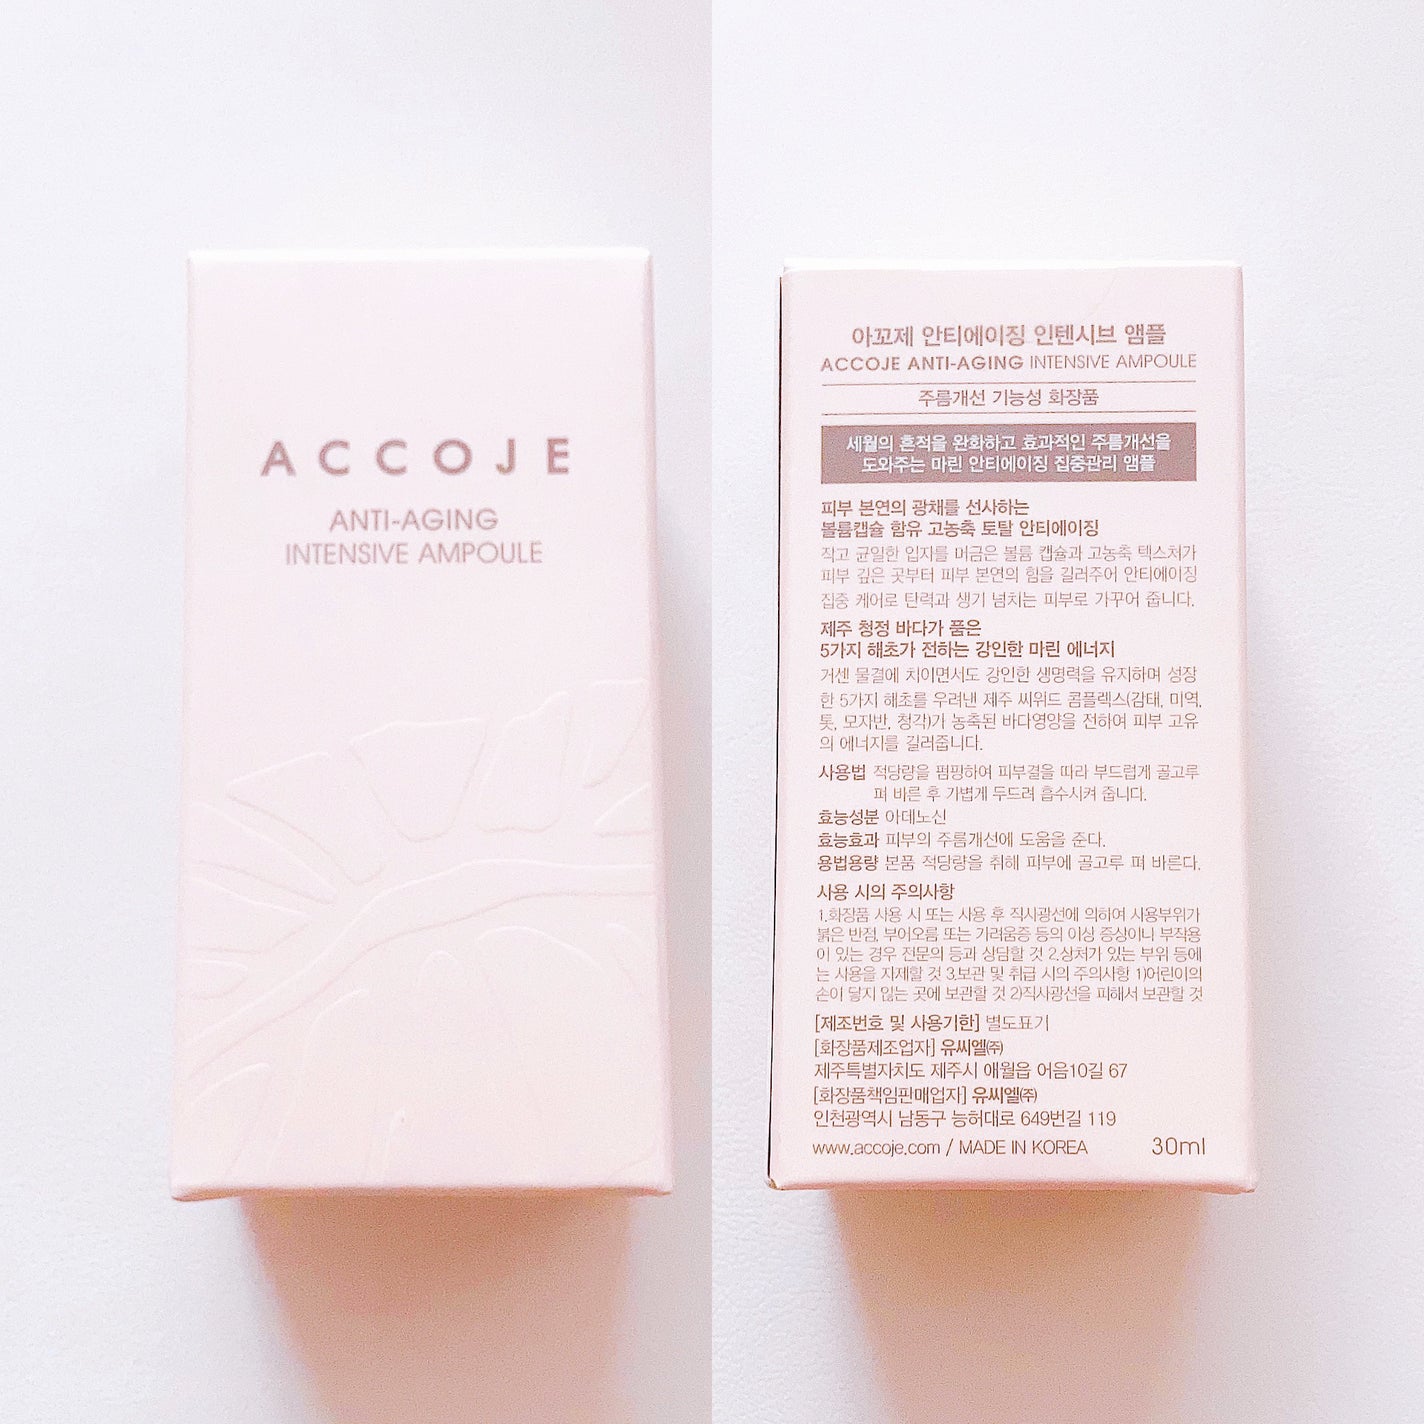 ACCOJE
ANTI-AGING
INTENSIVE AMPOULE
아꼬제 안티에이징 인텐시브 앰플
ACCOJE ANTI-AGING INTENSIVE AMPOULE
주름개선 기능성 화장품
세월의 흔적을 완화하고 효과적인 주름개선을
도와주는 마린 안티에이징 집중관리 앰플
피부 본연의 광채를 선사하는
볼륨캡슐 함유 고농축 토탈 안티에이징
작고 균일한 입자를 머금은 볼륨 캡슐과 고농축 텍스처가
피부 깊은 곳부터 피부 본연의 힘을 길러주어 안티에이징
집중 케어로 탄력과 생기 넘치는 피부로 가꾸어 줍니다.
제주 청정 바다가 품은
5가지 해초가 전하는 강인한 마린 에너지
거센 물결에 치이면서도 강인한 생명력을 유지하며 성장
한 5가지 해초를 우려낸 제주 씨위드 콤플렉스(감태, 미역,
톳, 모자반, 청각)가 농축된 바다영양을 전하여 피부 고유
의 에너지를 길러줍니다.
사용법 적당량을 펌핑하여 피부결을 따라 부드럽게 골고루
펴 바른 후 가볍게 두드려 흡수시켜 줍니다.
효능성분 아데노신
효능효과 피부의 주름개선에 도움을 준다.
용법용량 본품 적당량을 취해 피부에 골고루 펴 바른다.
사용 시의 주의사항
1.화장품 사용 시 또는 사용 후 직사광선에 의하여 사용부위가
붉은 반점, 부어오름 또는 가려움증 등의 이상 증상이나 부작용
이 있는 경우 전문의 등과 상담할 것 2.상처가 있는 부위 등에
는 사용을 자제할 것 3.보관 및 취급 시의 주의사항 1)어린이의
손이 닿지 않는 곳에 보관할 것 2)직사광선을 피해서 보관할 것
[제조번호 및 사용기한] 별도표기
[화장품제조업자] 유씨엘㈜
제주특별자치도 제주시 애월읍 어음10길 67
[화장품책임판매업자] 유씨엘㈜
인천광역시 남동구 능허대로 649번길 119
www.accoje.com / MADE IN KOREA 30ml